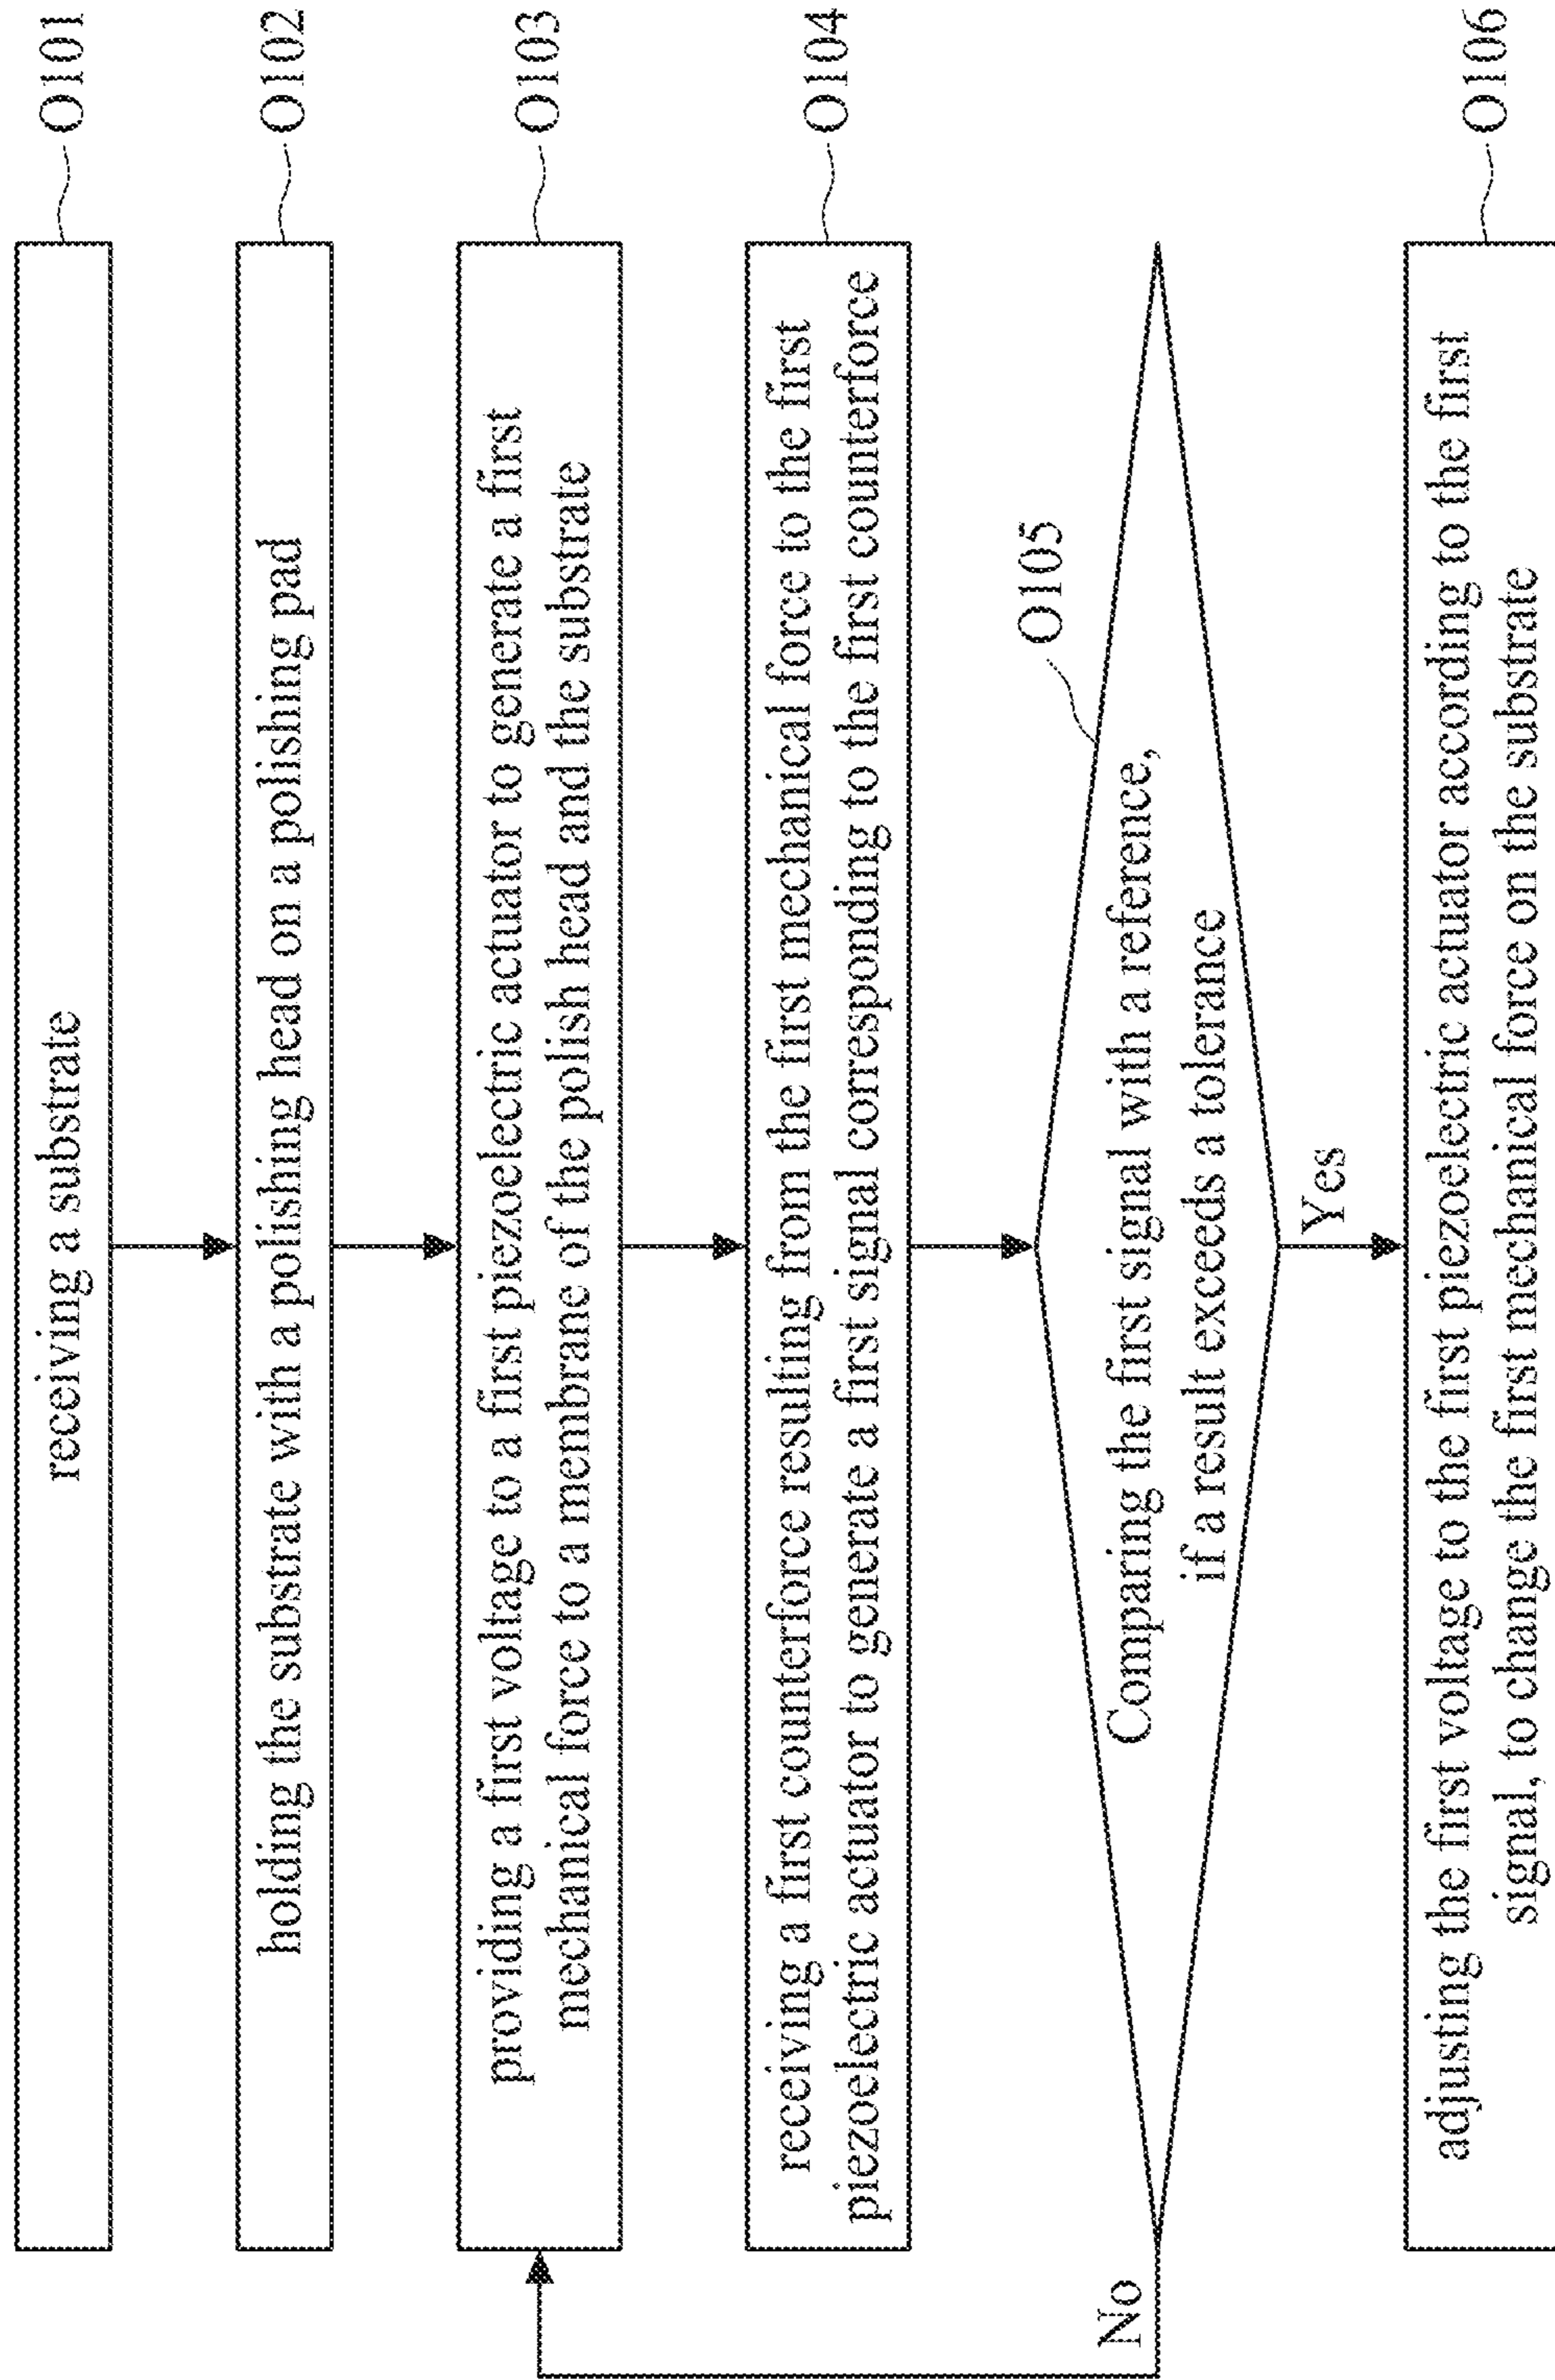 receiving a substrate
O101
holding the substrate with a polishing head on a polishing pad
O102
providing a first voltage to a first piezoelectric actuator to generate a first
mechanical force to a membrane of the polish head and the substrate
O103
receiving a first counterforce resulting from the first mechanical force to the first
piezoelectric actuator to generate a first signal corresponding to the first counterforce
O104
O105
Comparing the first signal with a reference,
if a result exceeds a tolerance
No
Yes
adjusting the first voltage to the first piezoelectric actuator according to the first
signal, to change the first mechanical force on the substrate
O106